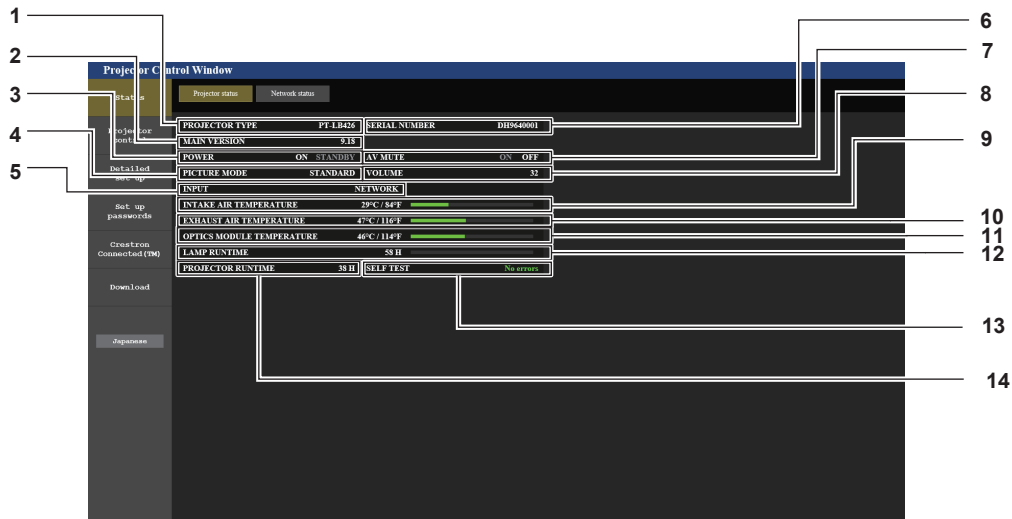 1
2
3
4
5
6
7
8
9
10
11
12
13
14
Projector Control Window
Status
Projector control
Detailed set up
Set up passwords
Crestron Connected(TM)
Download
Japanese
Projector status Network status
PROJECTOR TYPE PT-LB426 SERIAL NUMBER DH9640001
MAIN VERSION 9.18
POWER ON STANDBY AV MUTE ON OFF
PICTURE MODE STANDARD VOLUME 32
INPUT NETWORK
INTAKE AIR TEMPERATURE 29°C / 84°F
EXHAUST AIR TEMPERATURE 47°C / 116°F
OPTICS MODULE TEMPERATURE 46°C / 114°F
LAMP RUNTIME 58 H
PROJECTOR RUNTIME 38 H SELF TEST No errors